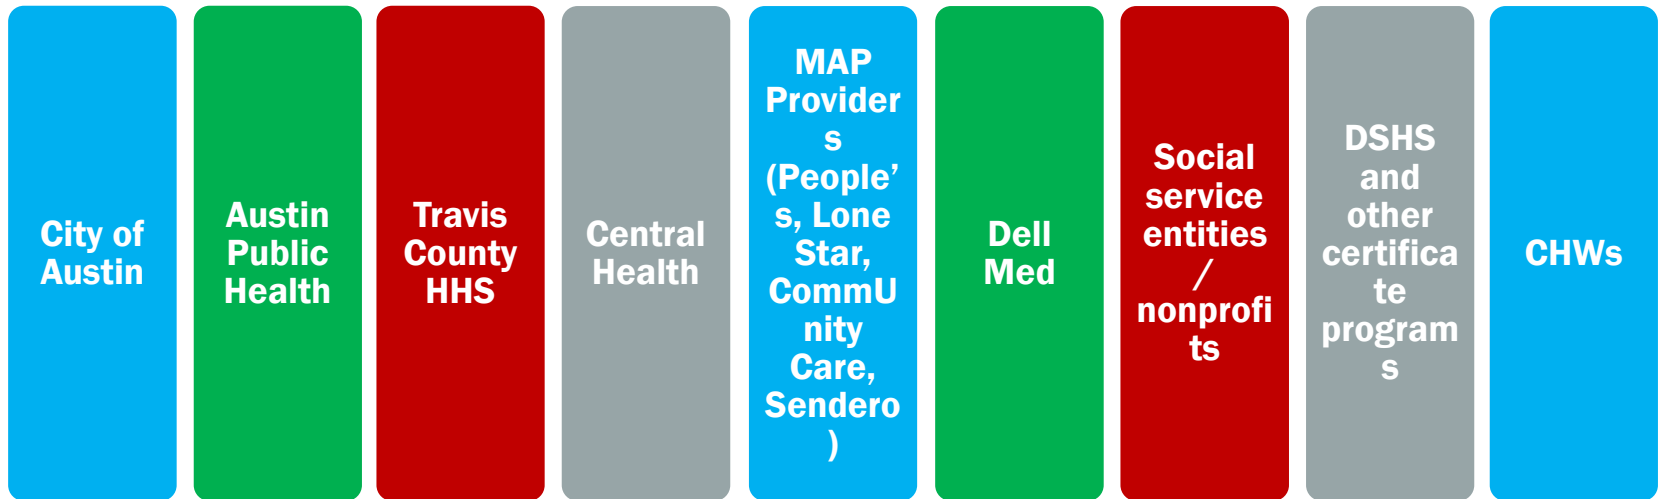 City of
Austin
Austin
Public
Health
Travis
County
HHS
Central
Health
MAP
Provider
s
(People’
s, Lone
Star,
CommU
nity
Care,
Sendero
)
Dell
Med
Social
service
entities
/
nonprofi
ts
DSHS
and
other
certifica
te
program
s
CHWs